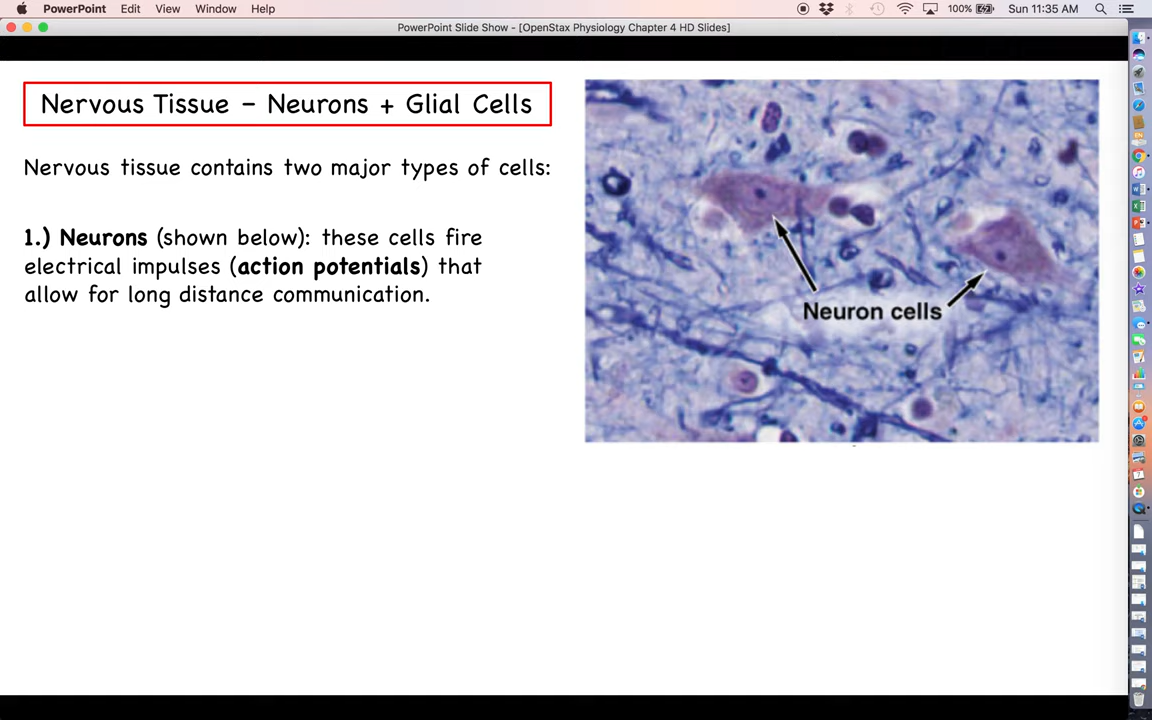 PowerPoint Edit View Window Help 100% Sun 11:35 AM
PowerPoint Slide Show - [OpenStax Physiology Chapter 4 HD Slides]
Nervous Tissue – Neurons + Glial Cells
Nervous tissue contains two major types of cells:
1.) Neurons (shown below): these cells fire
electrical impulses (action potentials) that
allow for long distance communication.
Neuron cells